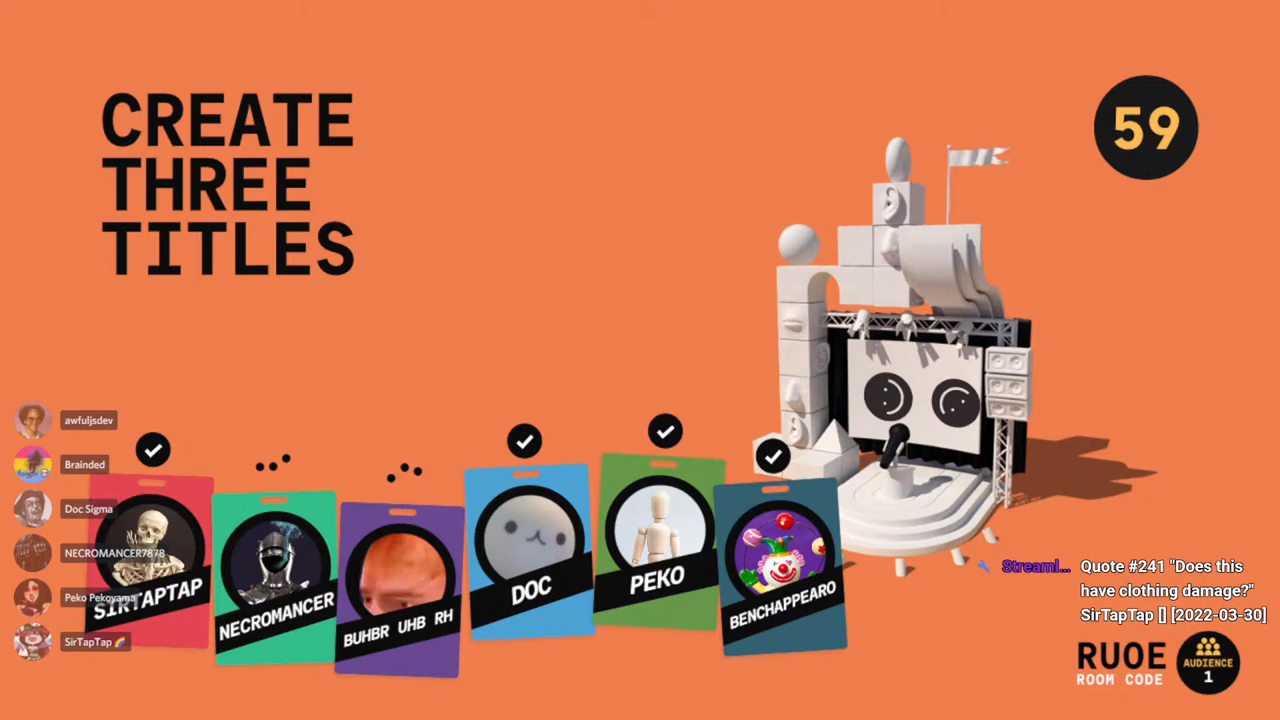 CREATE
THREE
TITLES
59
awfuljsdev
Brainded
Doc Sigma
NECROMANCER7878
Peko Pekoyama
SirTapTap 🌈
SIRTAPTAP
NECROMANCER
BUHBR UHB RH
DOC
PEKO
BENCHAPPEARO
Streaml... Quote #241 "Does this
have clothing damage?"
SirTapTap [] [2022-03-30]
RUOE
ROOM CODE
AUDIENCE
1